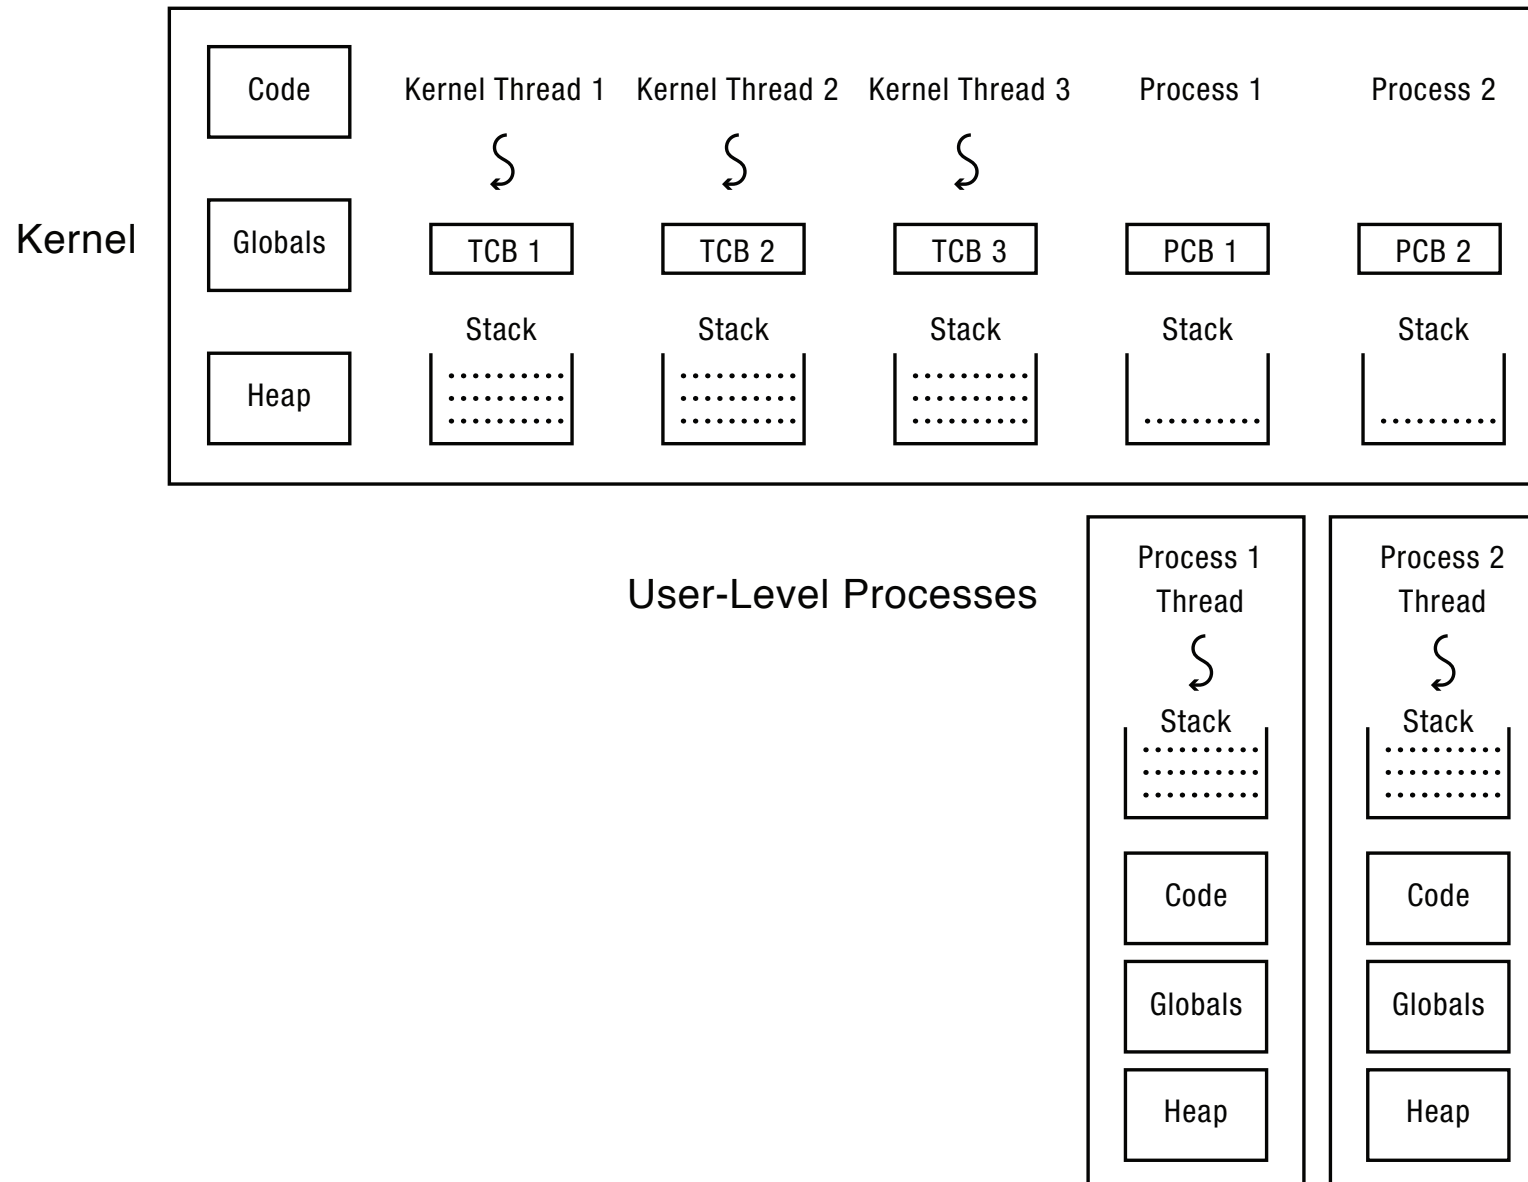 Code Kernel Thread 1 Kernel Thread 2 Kernel Thread 3 Process 1 Process 2
Kernel Globals TCB 1 TCB 2 TCB 3 PCB 1 PCB 2
Stack Stack Stack Stack Stack
Heap
Process 1 Process 2
User-Level Processes Thread Thread
Stack Stack
Code Code
Globals Globals
Heap Heap